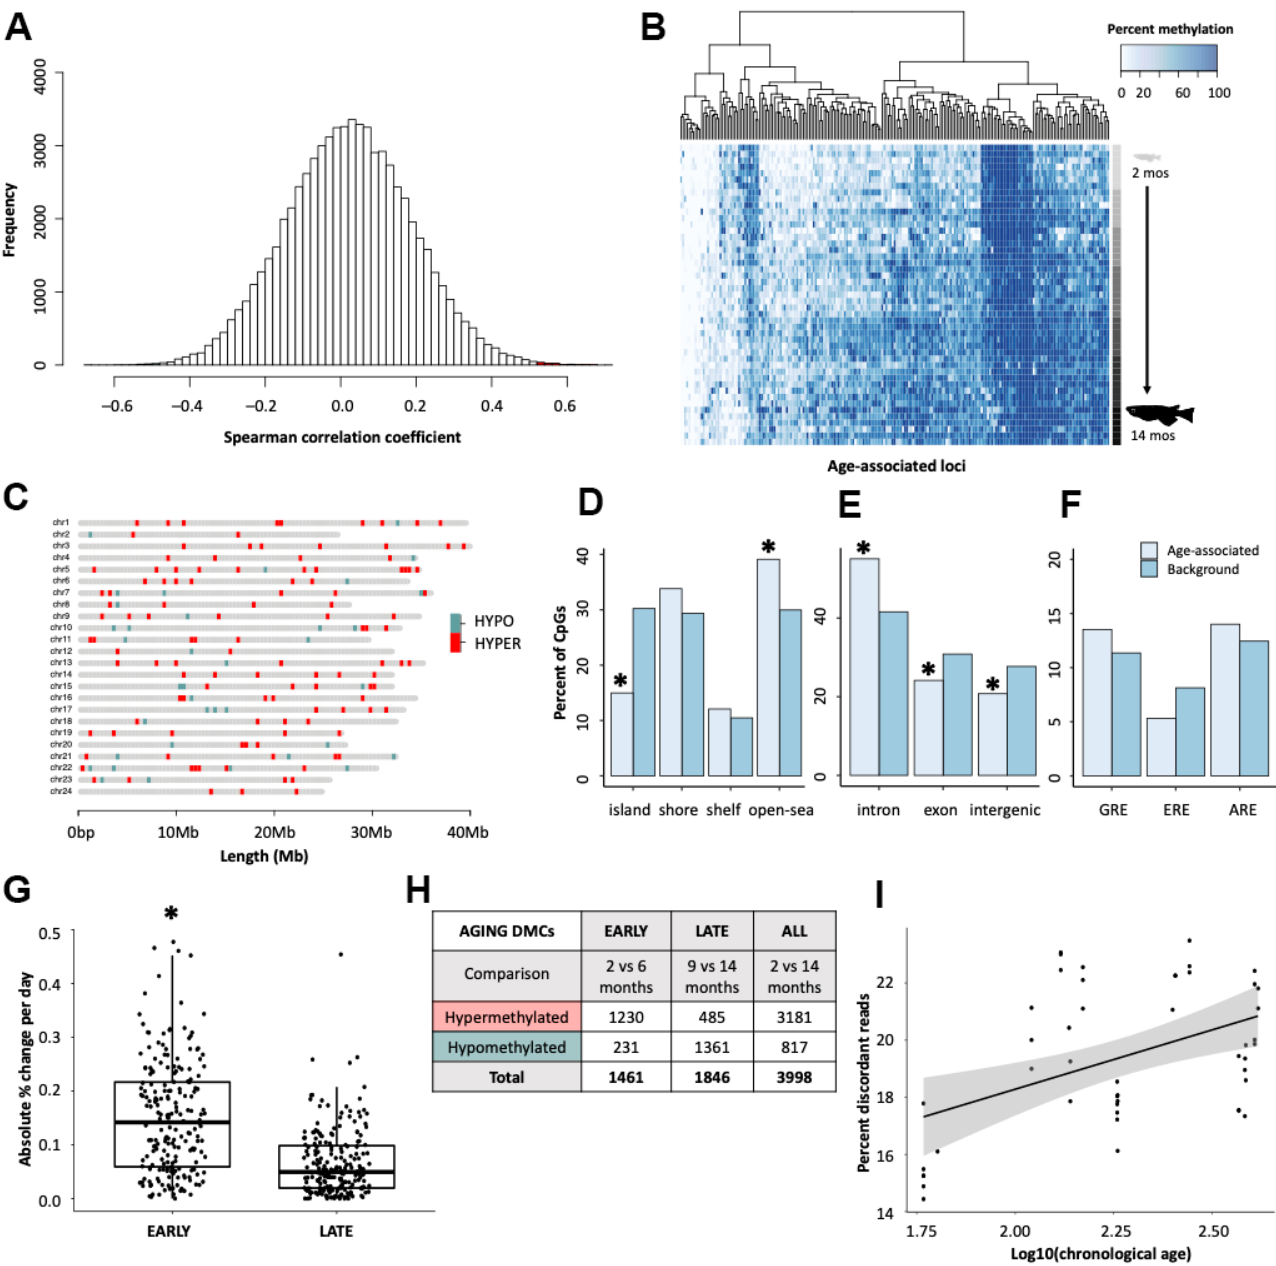 A
4000
3000
2000
1000
0
Frequency
−0.6 −0.4 −0.2 0.0 0.2 0.4 0.6
Spearman correlation coefficient
B
Percent methylation
0 20 60 100
2 mos
14 mos
Age-associated loci
C
chr1
chr2
chr3
chr4
chr5
chr6
chr7
chr8
chr9
chr10
chr11
chr12
chr13
chr14
chr15
chr16
chr17
chr18
chr19
chr20
chr21
chr22
chr23
chr24
HYPO
HYPER
0bp 10Mb 20Mb 30Mb 40Mb
Length (Mb)
D
Percent of CpGs
40
30
20
10
0
*
*
island shore shelf open-sea
E
40
20
0
*
*
*
intron exon intergenic
F
Age-associated
Background
20
15
10
5
0
GRE ERE ARE
G
Absolute % change per day
0.5
0.4
0.3
0.2
0.1
0.0
*
EARLY LATE
H
AGING DMCs EARLY LATE ALL
Comparison 2 vs 6 months 9 vs 14 months 2 vs 14 months
Hypermethylated 1230 485 3181
Hypomethylated 231 1361 817
Total 1461 1846 3998
I
Percent discordant reads
22
20
18
16
14
1.75 2.00 2.25 2.50
Log10(chronological age)